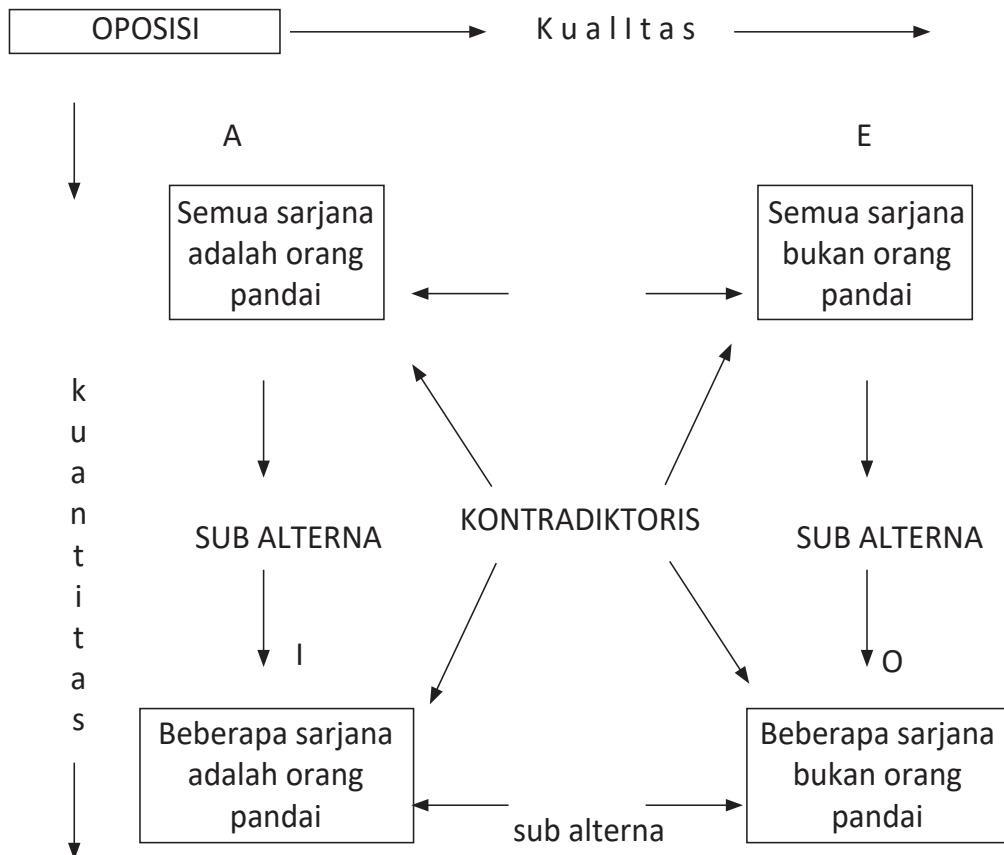 OPOSISI
K u a l I t a s
A
E
Semua sarjana
adalah orang
pandai
Semua sarjana
bukan orang
pandai
k
u
a
n
t
i
t
a
s
SUB ALTERNA
KONTRADIKTORIS
SUB ALTERNA
I
O
Beberapa sarjana
adalah orang
pandai
Beberapa sarjana
bukan orang
pandai
sub alterna